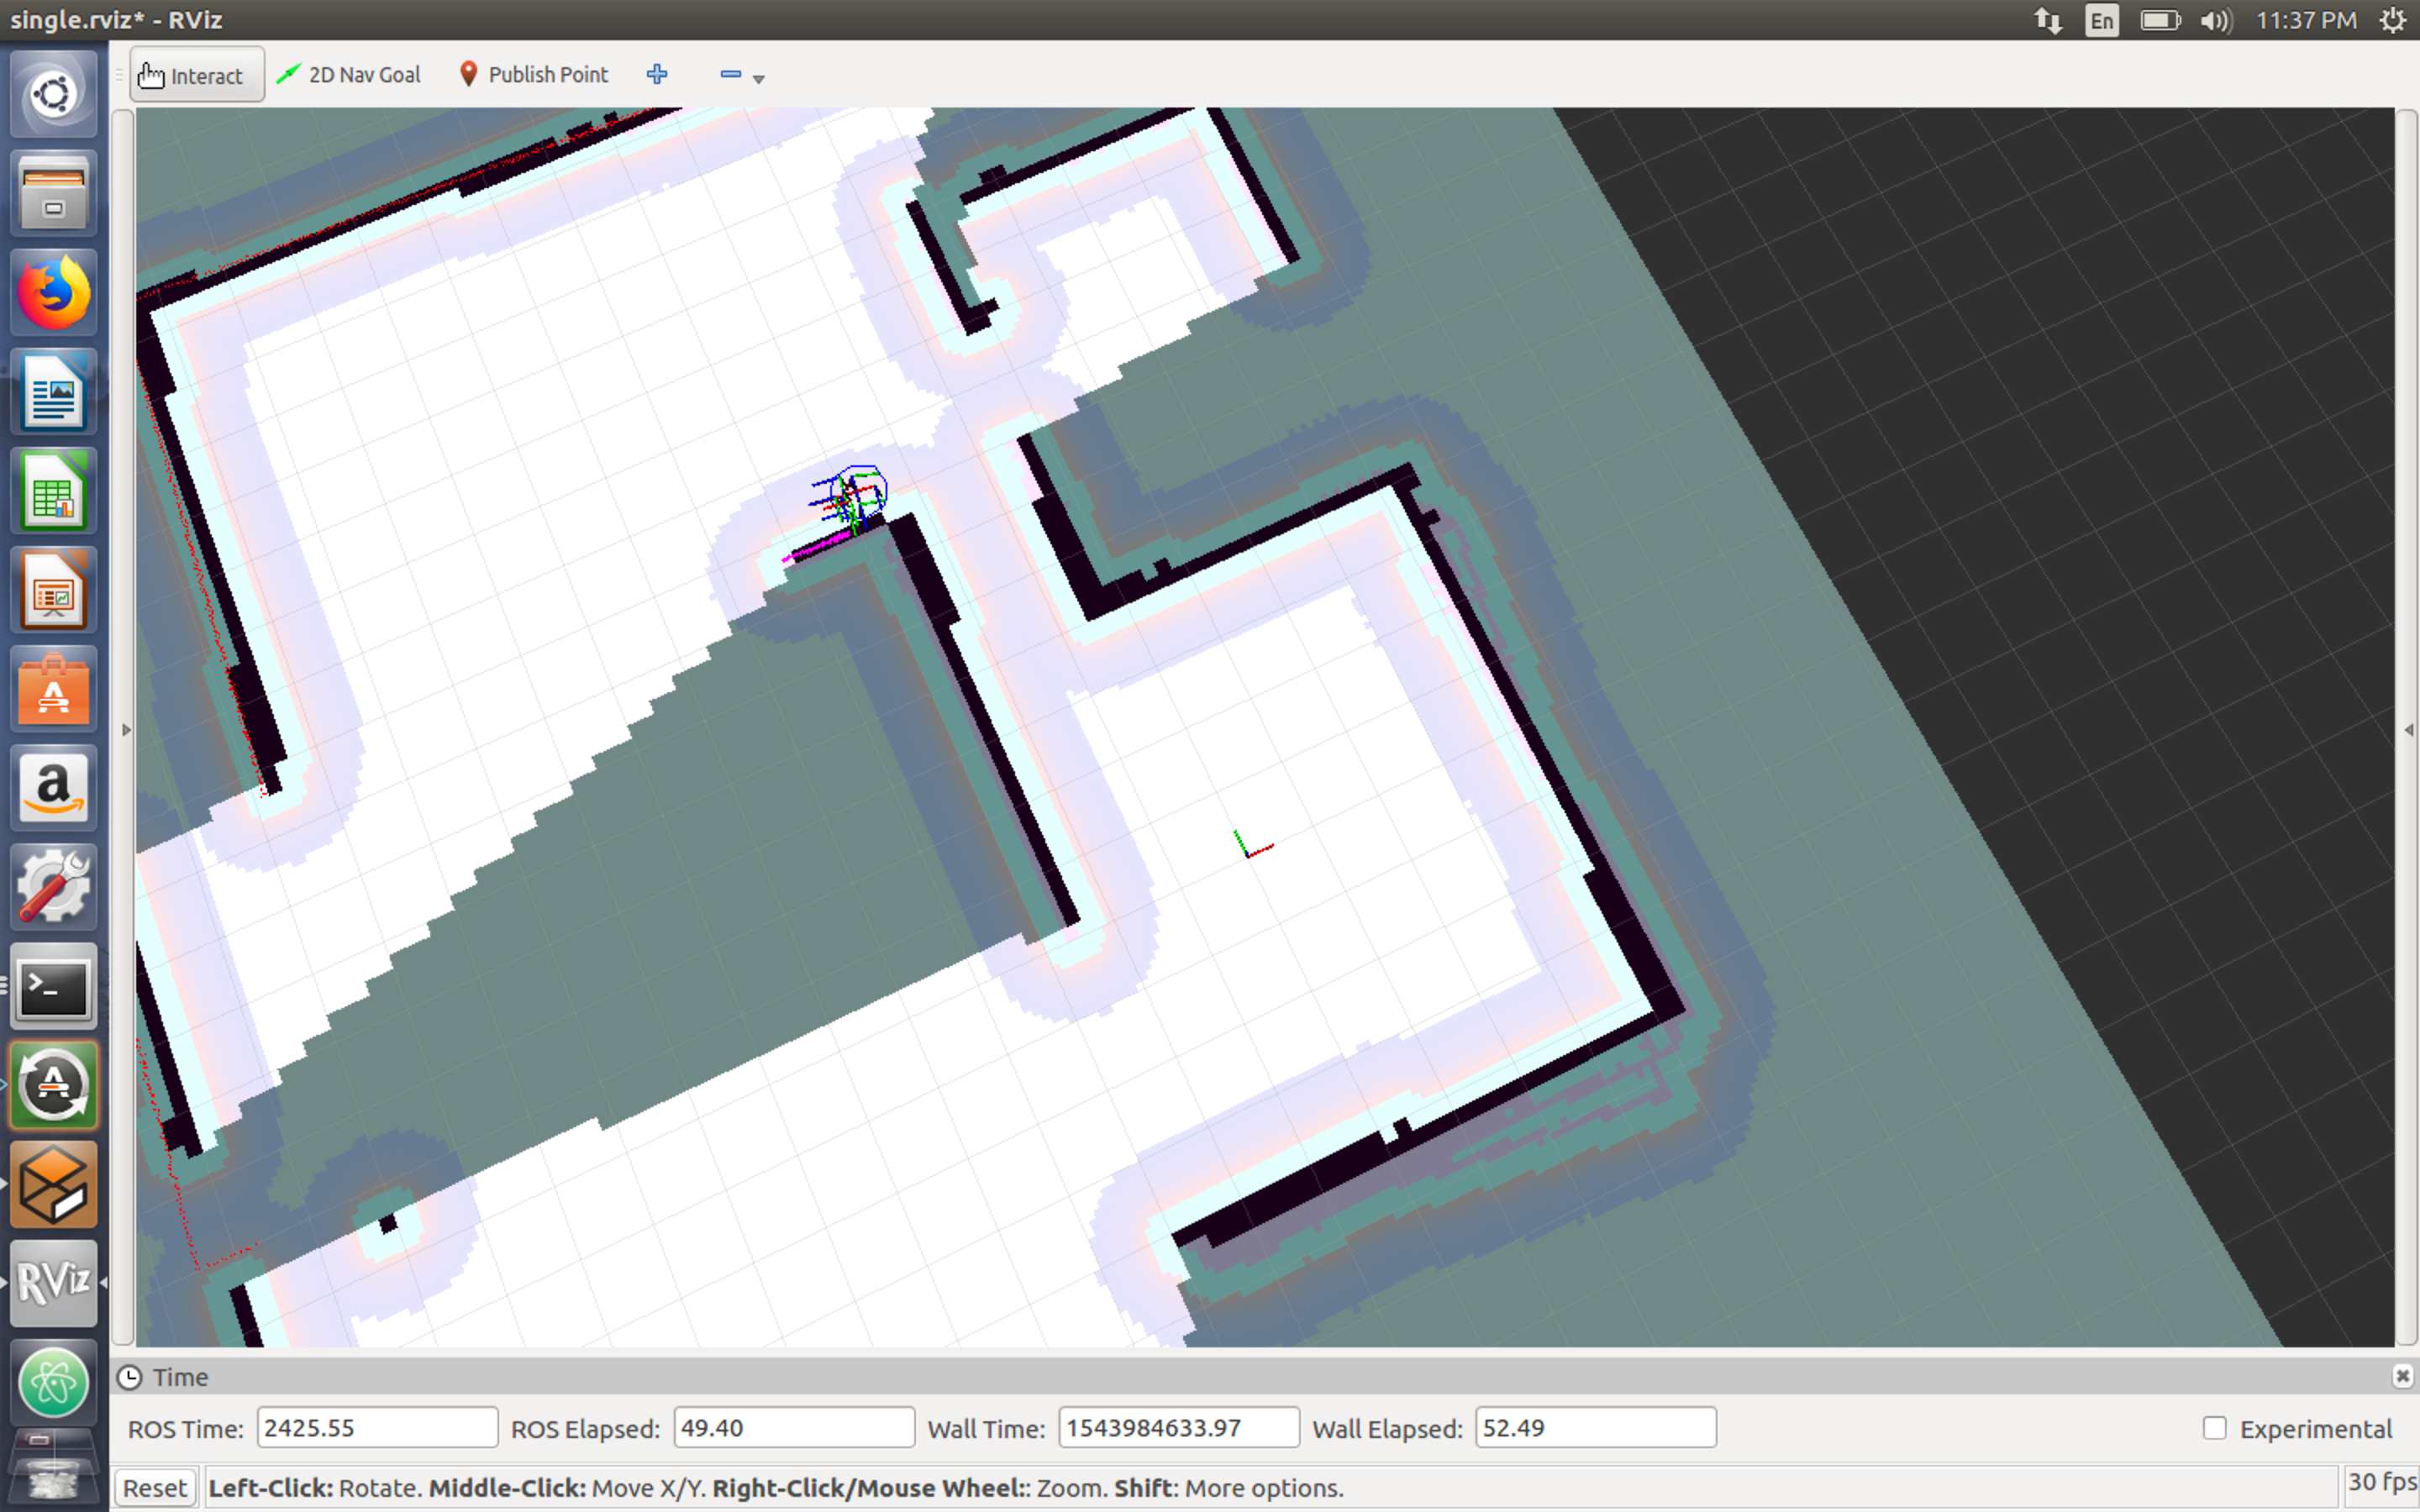 single.rviz* - RViz
En
11:37 PM
Interact
2D Nav Goal
Publish Point
RViz
Time
ROS Time: 2425.55
ROS Elapsed: 49.40
Wall Time: 1543984633.97
Wall Elapsed: 52.49
Experimental
Reset
Left-Click: Rotate. Middle-Click: Move X/Y. Right-Click/Mouse Wheel:: Zoom. Shift: More options.
30 fps